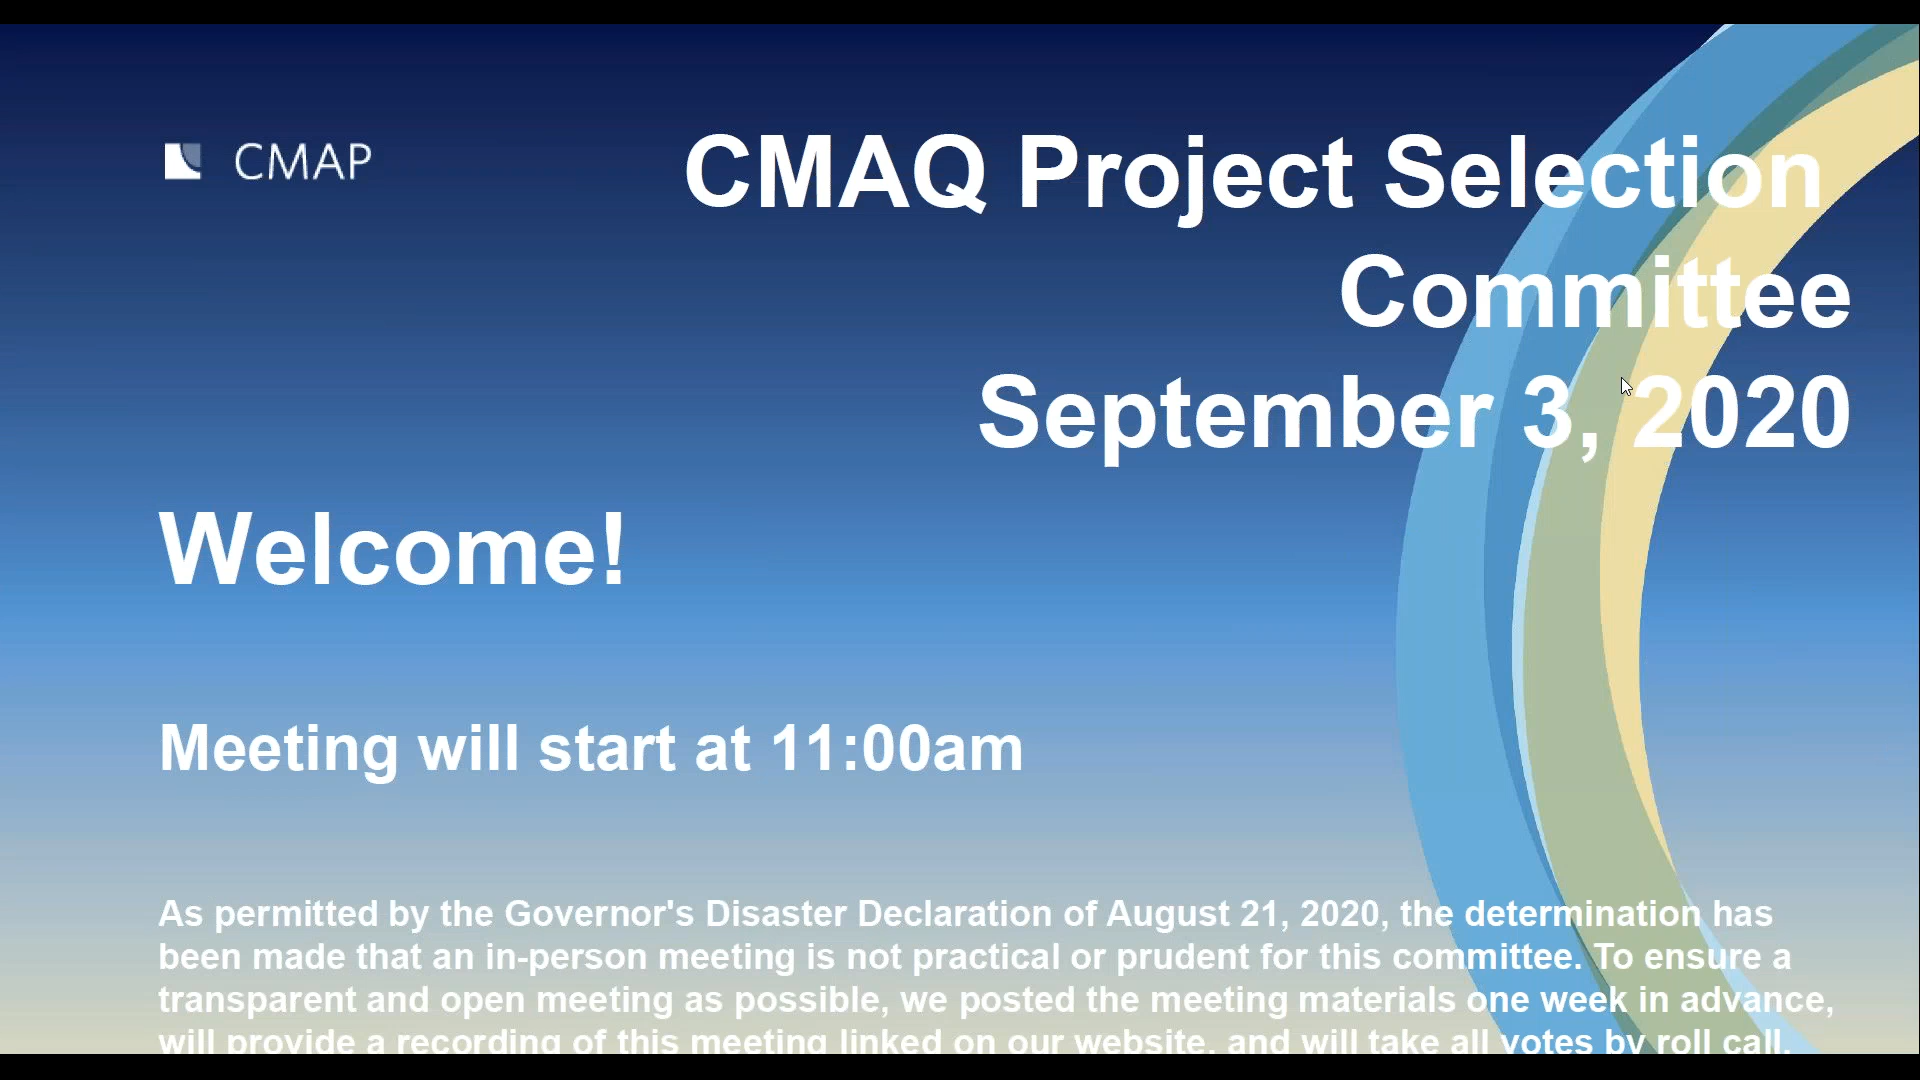 CMAP
CMAQ Project Selection
Committee
September 3, 2020
Welcome!
Meeting will start at 11:00am
As permitted by the Governor's Disaster Declaration of August 21, 2020, the determination has
been made that an in-person meeting is not practical or prudent for this committee. To ensure a
transparent and open meeting as possible, we posted the meeting materials one week in advance,
will provide a recording of this meeting linked on our website, and will take all votes by roll call.